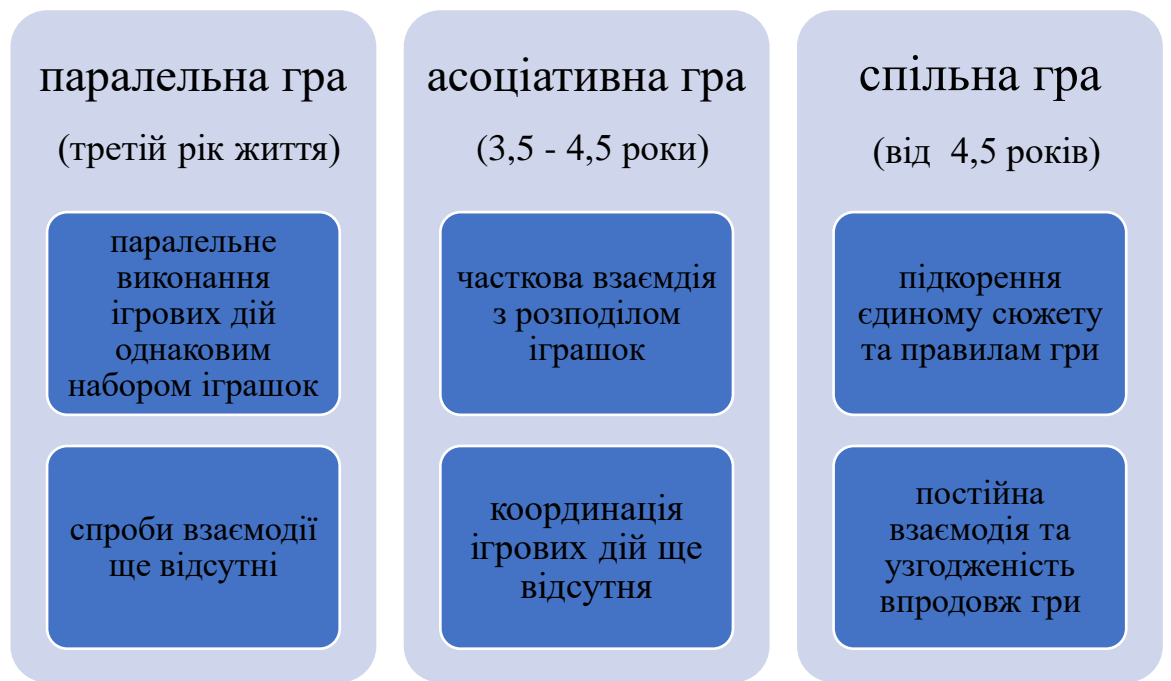 паралельна гра
(третій рік життя)
паралельне
виконання
ігрових дій
однаковим
набором іграшок
спроби взаємодії
ще відсутні
асоціативна гра
(3,5 - 4,5 роки)
часткова взаємдія
з розподілом
іграшок
координація
ігрових дій ще
відсутня
спільна гра
(від 4,5 років)
підкорення
єдиному сюжету
та правилам гри
постійна
взаємодія та
узгодженість
впродовж гри